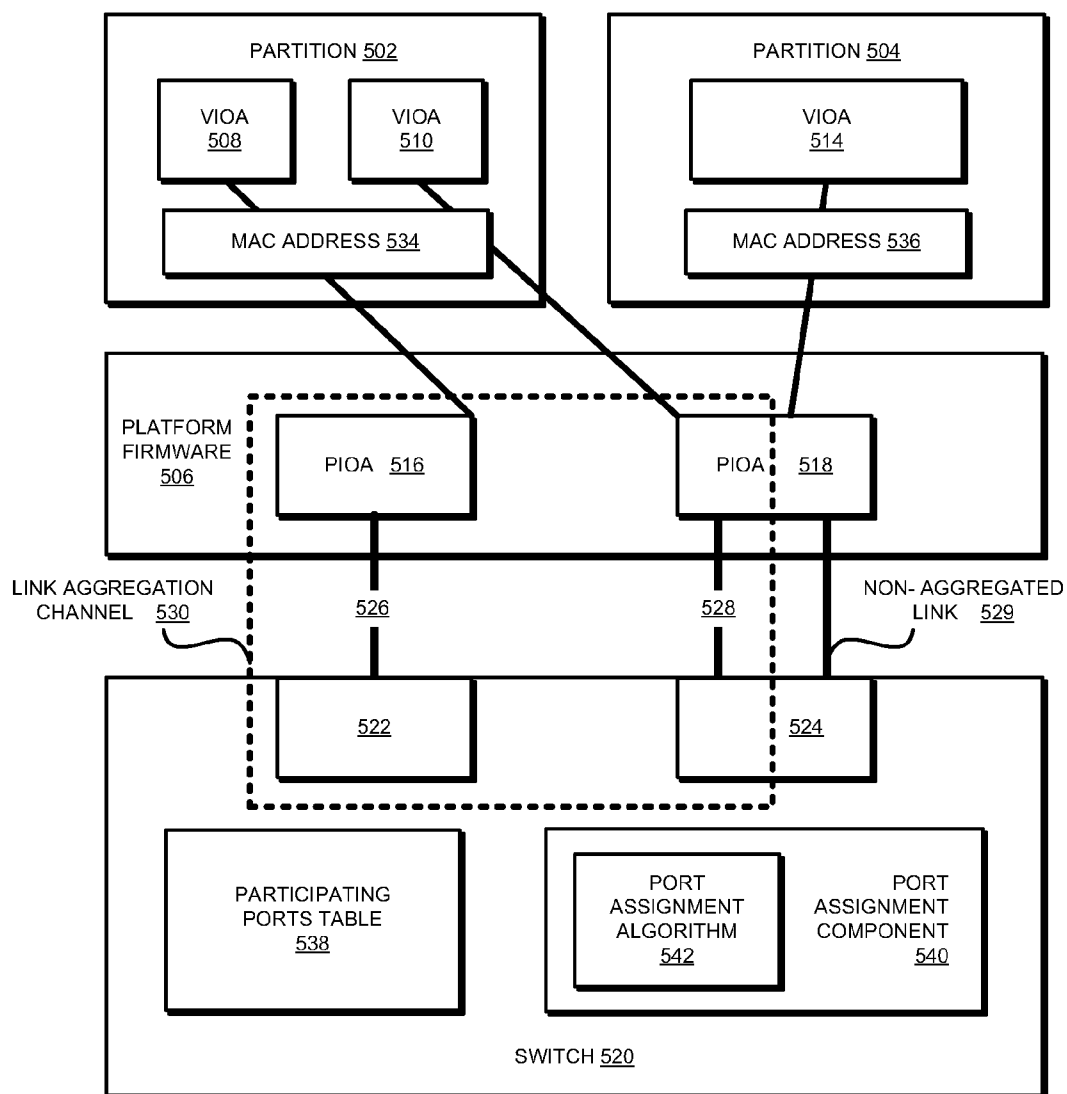 PARTITION 502
PARTITION 504
VIOA
508
VIOA
510
VIOA
514
MAC ADDRESS 534
MAC ADDRESS 536
PLATFORM
FIRMWARE
506
PIOA 516
PIOA 518
LINK AGGREGATION
CHANNEL 530
526
528
NON- AGGREGATED
LINK 529
522
524
PARTICIPATING
PORTS TABLE
538
PORT
ASSIGNMENT
ALGORITHM
542
PORT
ASSIGNMENT
COMPONENT
540
SWITCH 520